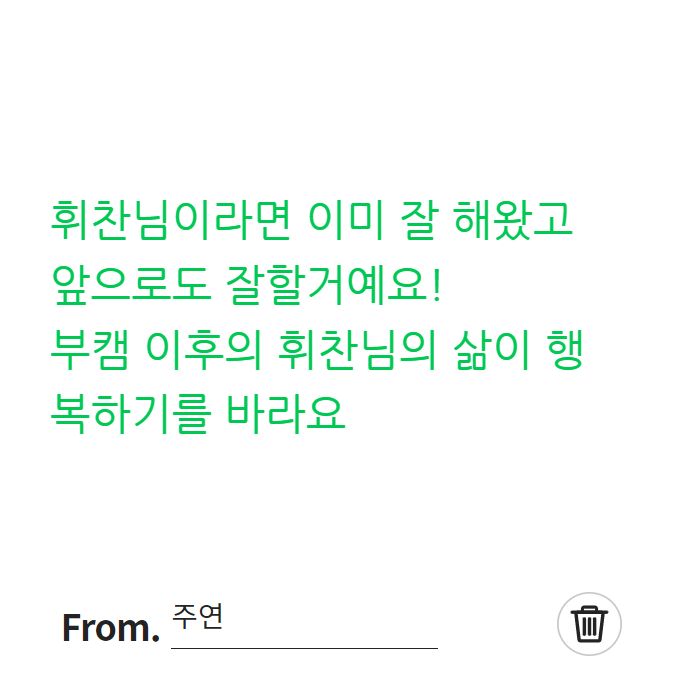 휘찬님이라면 이미 잘 해왔고
앞으로도 잘할거예요!
부캠 이후의 휘찬님의 삶이 행
복하기를 바라요
From. 주연